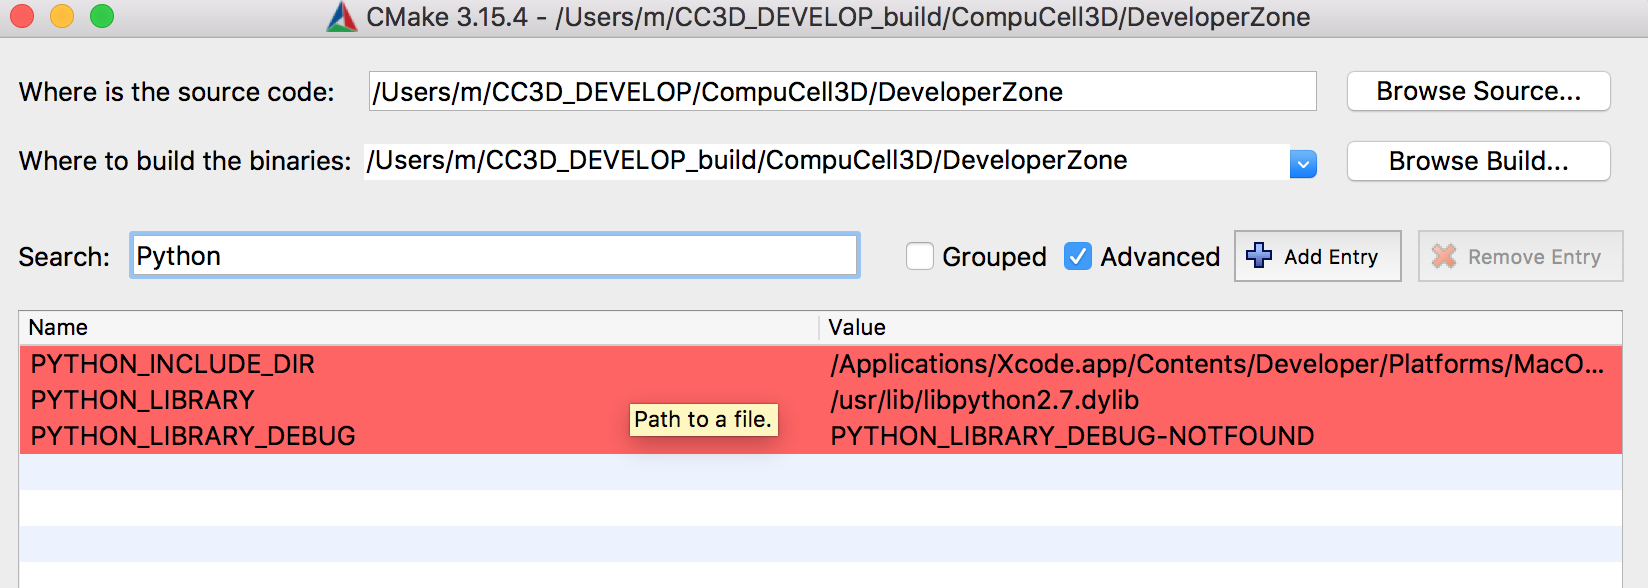 CMake 3.15.4 - /Users/m/CC3D_DEVELOP_build/CompuCell3D/DeveloperZone
Where is the source code: /Users/m/CC3D_DEVELOP/CompuCell3D/DeveloperZone Browse Source...
Where to build the binaries: /Users/m/CC3D_DEVELOP_build/CompuCell3D/DeveloperZone Browse Build...
Search: Python Grouped Advanced Add Entry Remove Entry
Name Value
PYTHON_INCLUDE_DIR /Applications/Xcode.app/Contents/Developer/Platforms/MacO...
PYTHON_LIBRARY /usr/lib/libpython2.7.dylib
Path to a file.
PYTHON_LIBRARY_DEBUG PYTHON_LIBRARY_DEBUG-NOTFOUND